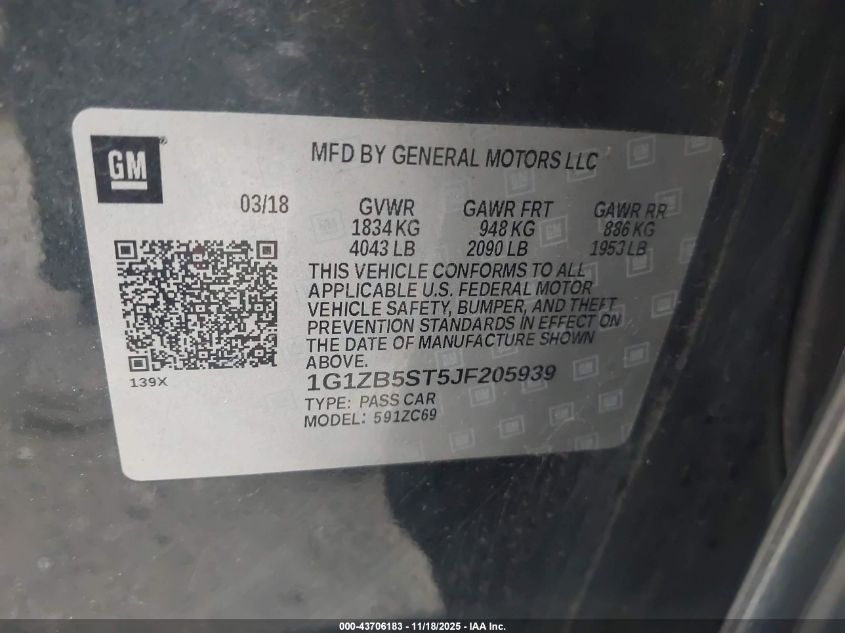 GM
MFD BY GENERAL MOTORS LLC
03/18 GVWR GAWR FRT GAWR RR
1834 KG 948 KG 886 KG
4043 LB 2090 LB 1953 LB
THIS VEHICLE CONFORMS TO ALL
APPLICABLE U.S. FEDERAL MOTOR
VEHICLE SAFETY, BUMPER, AND THEFT
PREVENTION STANDARDS IN EFFECT ON
THE DATE OF MANUFACTURE SHOWN
ABOVE.
139X
1G1ZB5ST5JF205939
TYPE: PASS CAR
MODEL: 591ZC69
000-43706183 - 11/18/2025 - IAA Inc.